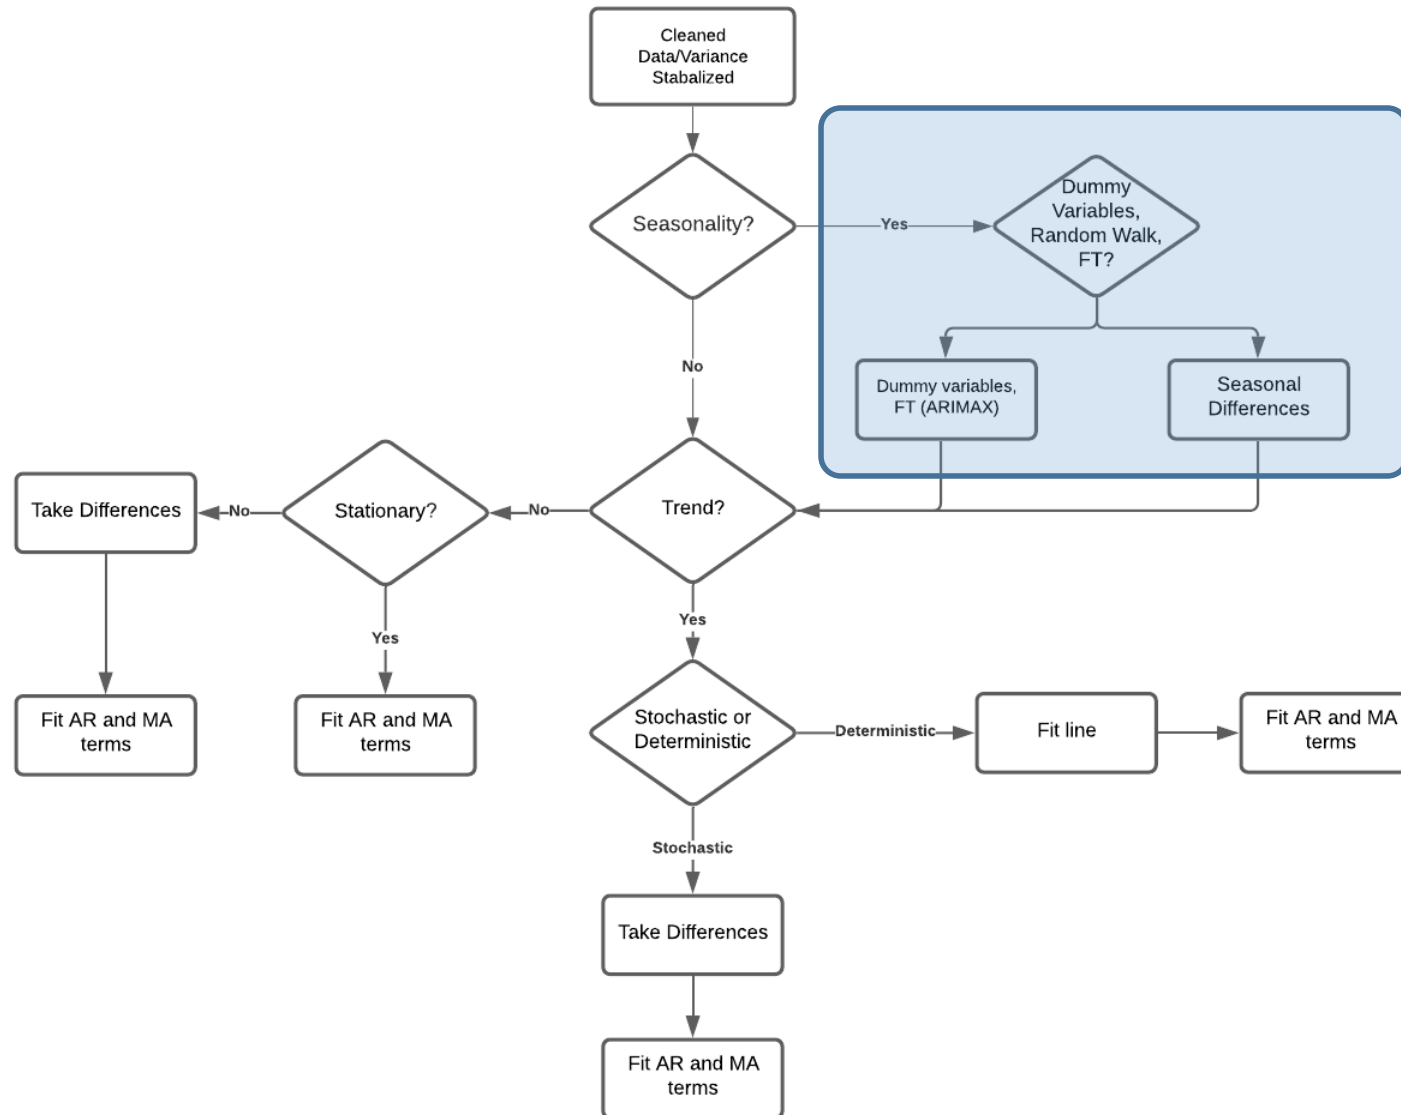 Cleaned
Data/Variance
Stabalized
Seasonality?
Yes
Dummy
Variables,
Random Walk,
FT?
No
Dummy variables,
FT (ARIMAX)
Seasonal
Differences
Take Differences
No
Stationary?
No
Trend?
Yes
Yes
Fit AR and MA
terms
Fit AR and MA
terms
Stochastic or
Deterministic
Deterministic
Fit line
Fit AR and MA
terms
Stochastic
Take Differences
Fit AR and MA
terms